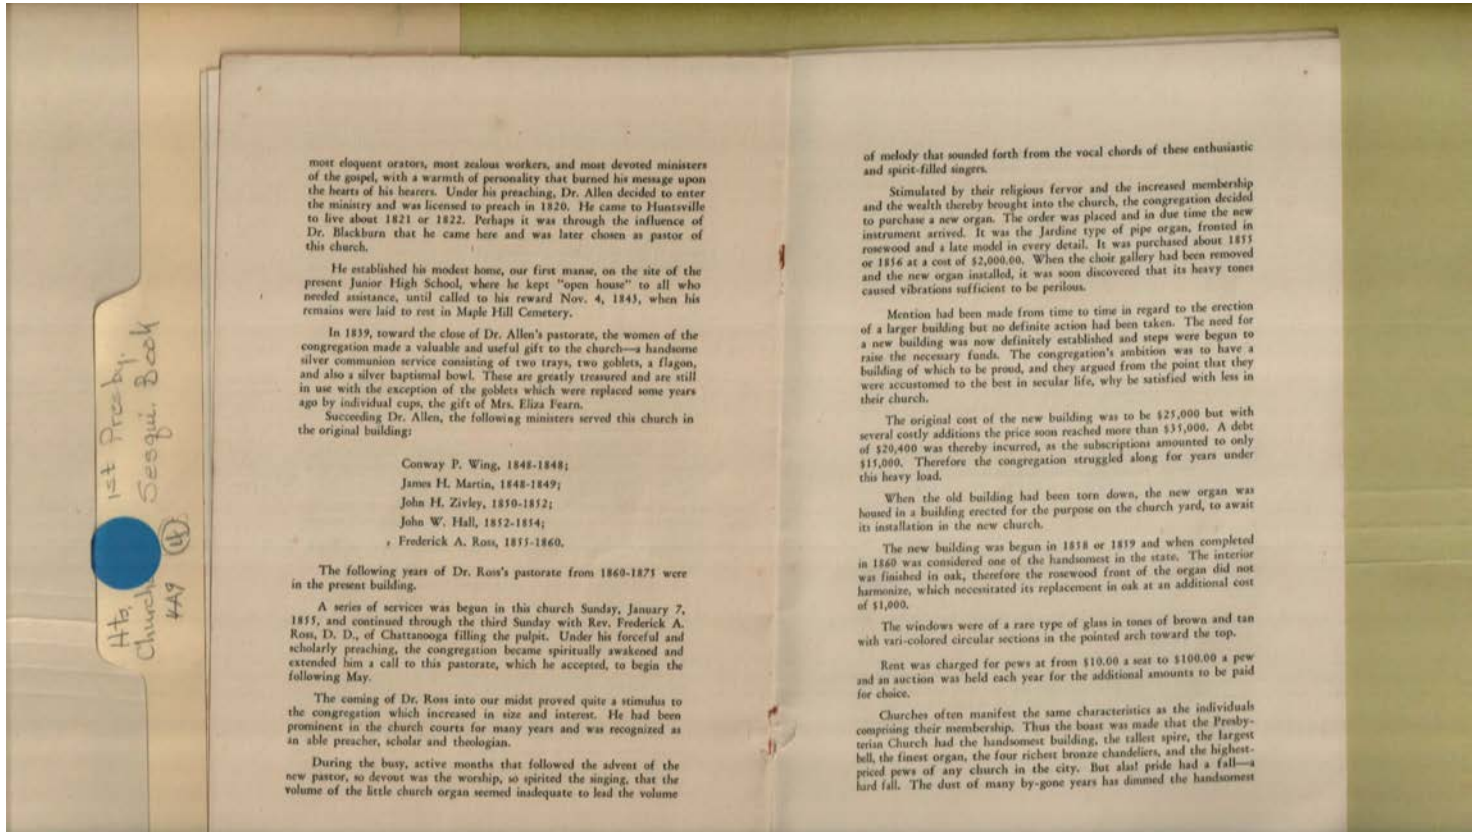 Hts,
Church
4A9 (4)
1st Presby.
Sesqui. Book
most eloquent orators, most zealous workers, and most devoted ministers
of the gospel, with a warmth of personality that burned his message upon
the hearts of his hearers. Under his preaching, Dr. Allen decided to enter
the ministry and was licensed to preach in 1820. He came to Huntsville
to live about 1821 or 1822. Perhaps it was through the influence of
Dr. Blackburn that he came here and was later chosen as pastor of
this church.
He established his modest home, our first manse, on the site of the
present Junior High School, where he kept "open house" to all who
needed assistance, until called to his reward Nov. 4, 1843, when his
remains were laid to rest in Maple Hill Cemetery.
In 1839, toward the close of Dr. Allen's pastorate, the women of the
congregation made a valuable and useful gift to the church—a handsome
silver communion service consisting of two trays, two goblets, a flagon,
and also a silver baptismal bowl. These are greatly treasured and are still
in use with the exception of the goblets which were replaced some years
ago by individual cups, the gift of Mrs. Eliza Fearn.
Succeeding Dr. Allen, the following ministers served this church in
the original building:
Conway P. Wing, 1848-1848;
James H. Martin, 1848-1849;
John H. Zivley, 1850-1852;
John W. Hall, 1852-1854;
Frederick A. Ross, 1855-1860.
The following years of Dr. Ross's pastorate from 1860-1875 were
in the present building.
A series of services was begun in this church Sunday, January 7,
1855, and continued through the third Sunday with Rev. Frederick A.
Ross, D. D., of Chattanooga filling the pulpit. Under his forceful and
scholarly preaching, the congregation became spiritually awakened and
extended him a call to this pastorate, which he accepted, to begin the
following May.
The coming of Dr. Ross into our midst proved quite a stimulus to
the congregation which increased in size and interest. He had been
prominent in the church courts for many years and was recognized as
an able preacher, scholar and theologian.
During the busy, active months that followed the advent of the
new pastor, so devout was the worship, so spirited the singing, that the
volume of the little church organ seemed inadequate to lead the volume
of melody that sounded forth from the vocal chords of these enthusiastic
and spirit-filled singers.
Stimulated by their religious fervor and the increased membership
and the wealth thereby beought into the church, the congregation decided
to purchase a new organ. The order was placed and in due time the new
instrument arrived. It was the Jardine type of pipe organ, fronted in
rosewood and a late model in every detail. It was purchased about 1855
or 1856 at a cost of $2,000.00. When the choir gallery had been removed
and the new organ installed, it was soon discovered that its heavy tones
caused vibrations sufficient to be perilous.
Mention had been made from time to time in regard to the erection
of a larger building but no definite action had been taken. The need for
a new building was now definitely established and steps were begun to
raise the necessary funds. The congregation's ambition was to have a
building of which to be proud, and they argued from the point that they
were accustomed to the best in secular life, why be satisfied with less in
their church.
The original cost of the new building was to be $25,000 but with
several costly additions the price soon reached more than $35,000. A debt
of $20,400 was thereby incurred, as the subscriptions amounted to only
$15,000. Therefore the congregation struggled along for years under
this heavy load.
When the old building had been torn down, the new organ was
housed in a building erected for the purpose on the church yard, to await
its installation in the new church.
The new building was begun in 1858 or 1859 and when completed
in 1860 was considered one of the handsomest in the state. The interior
was finished in oak, therefore the rosewood front of the organ did not
harmonize, which necessitated its replacement in oak at an additional cost
of $1,000.
The windows were of a rare type of glass in tones of brown and tan
with vari-colored circular sections in the pointed arch toward the top.
Rent was charged for pews at from $10.00 a seat to $100.00 a pew
and an auction was held each year for the additional amounts to be paid
for choice.
Churches often manifest the same characteristics as the individuals
comprising their membership. Thus the boast was made that the Presby-
terian Church had the handsomest building, the tallest spire, the largest
bell, the finest organ, the four richest bronze chandeliers, and the highest-
priced pews of any church in the city. But alas! pride had a fall—a
hard fall. The dust of many by-gone years has dimmed the handsomest